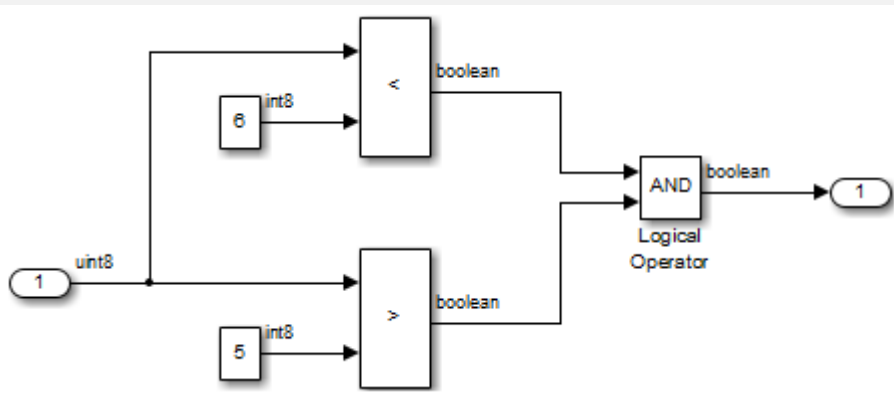 <
boolean
int8
6
AND
boolean
1
Logical
Operator
uint8
1
>
boolean
int8
5